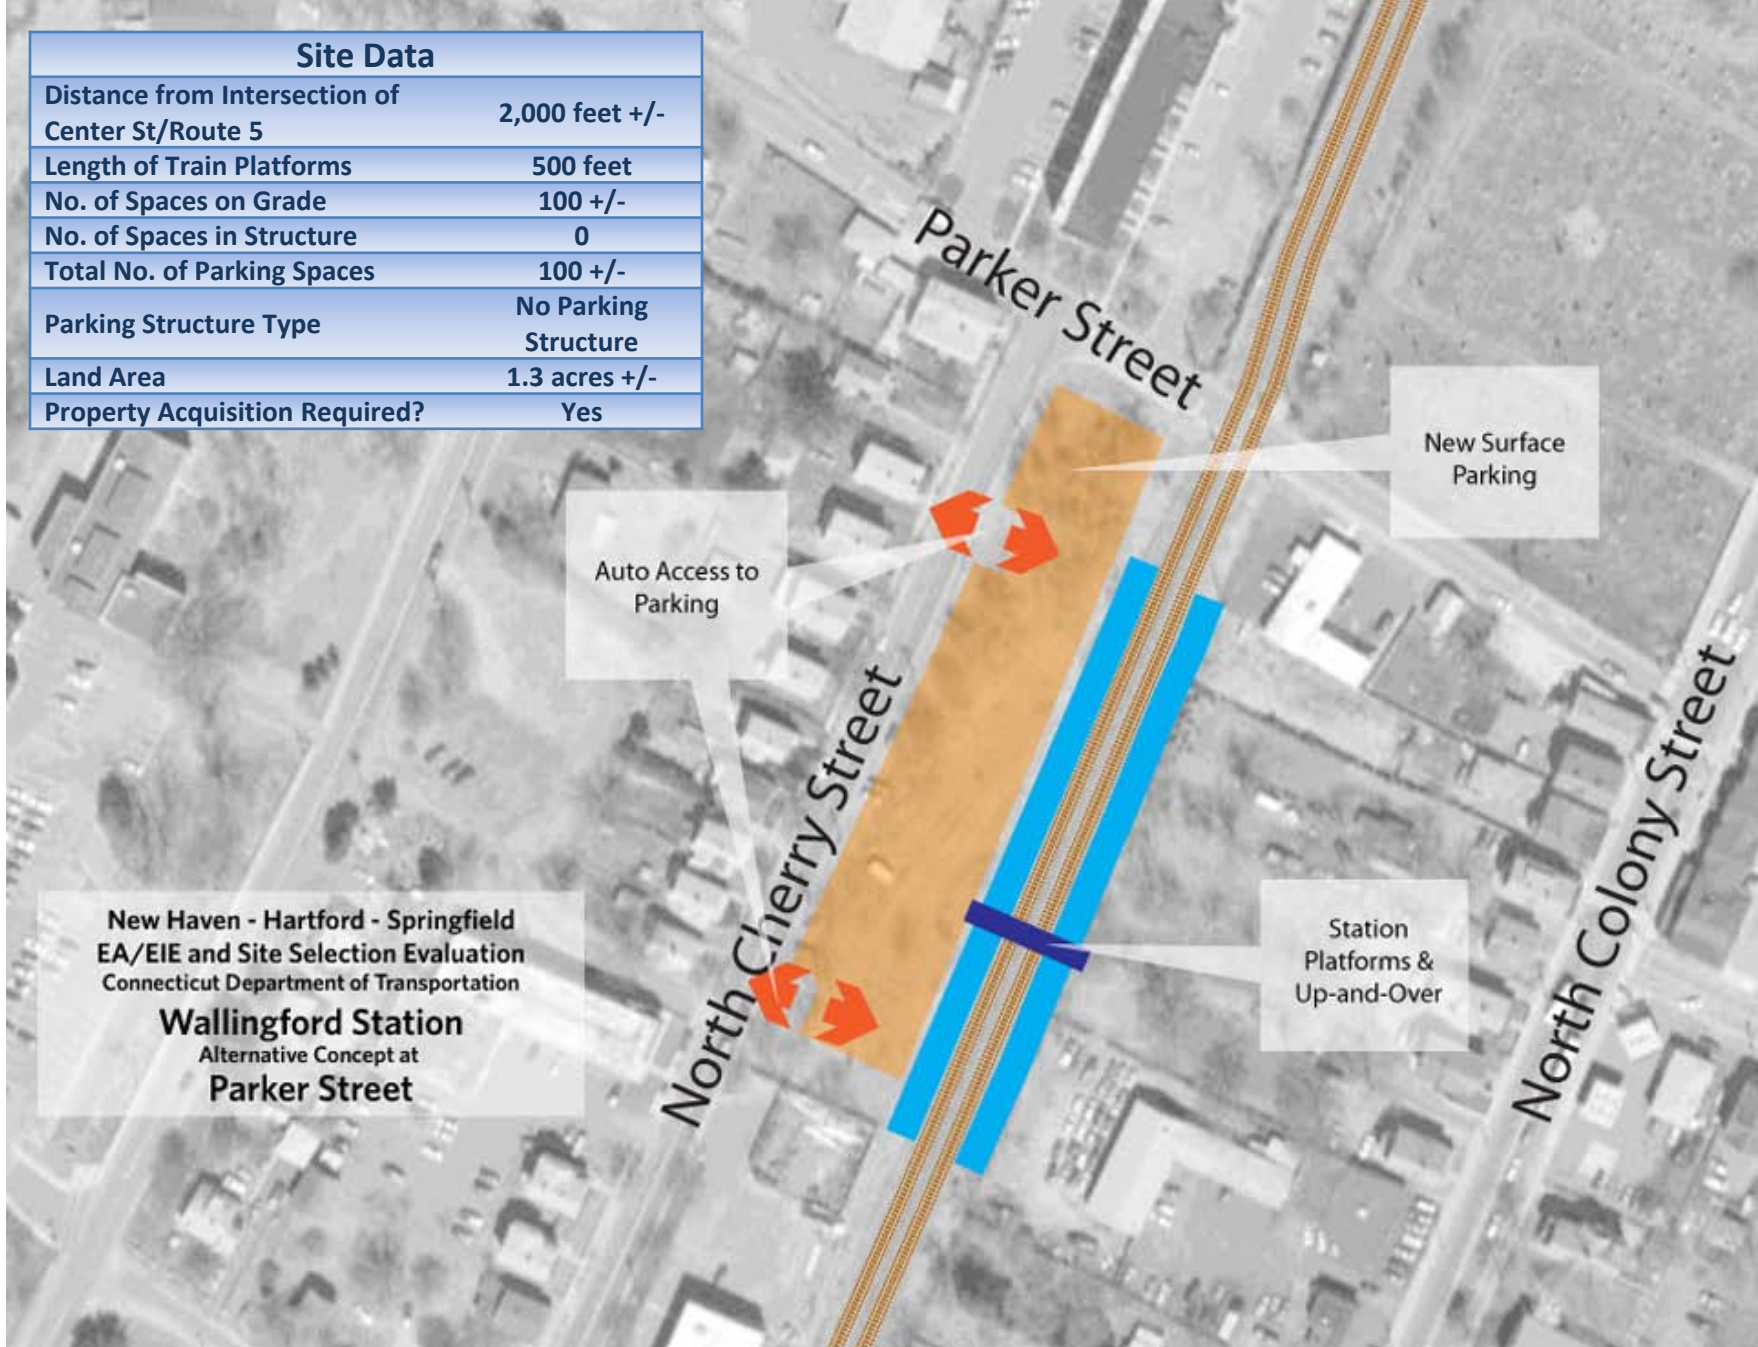 Site Data
Distance from Intersection of
Center St/Route 5
2,000 feet +/-
Length of Train Platforms 500 feet
No. of Spaces on Grade 100 +/-
No. of Spaces in Structure 0
Total No. of Parking Spaces 100 +/-
Parking Structure Type
No Parking
Structure
Land Area 1.3 acres +/-
Property Acquisition Required? Yes
Parker Street
New Surface
Parking
Auto Access to
Parking
North Cherry Street
North Colony Street
Station
Platforms &
Up-and-Over
New Haven - Hartford - Springfield
EA/EIE and Site Selection Evaluation
Connecticut Department of Transportation
Wallingford Station
Alternative Concept at
Parker Street